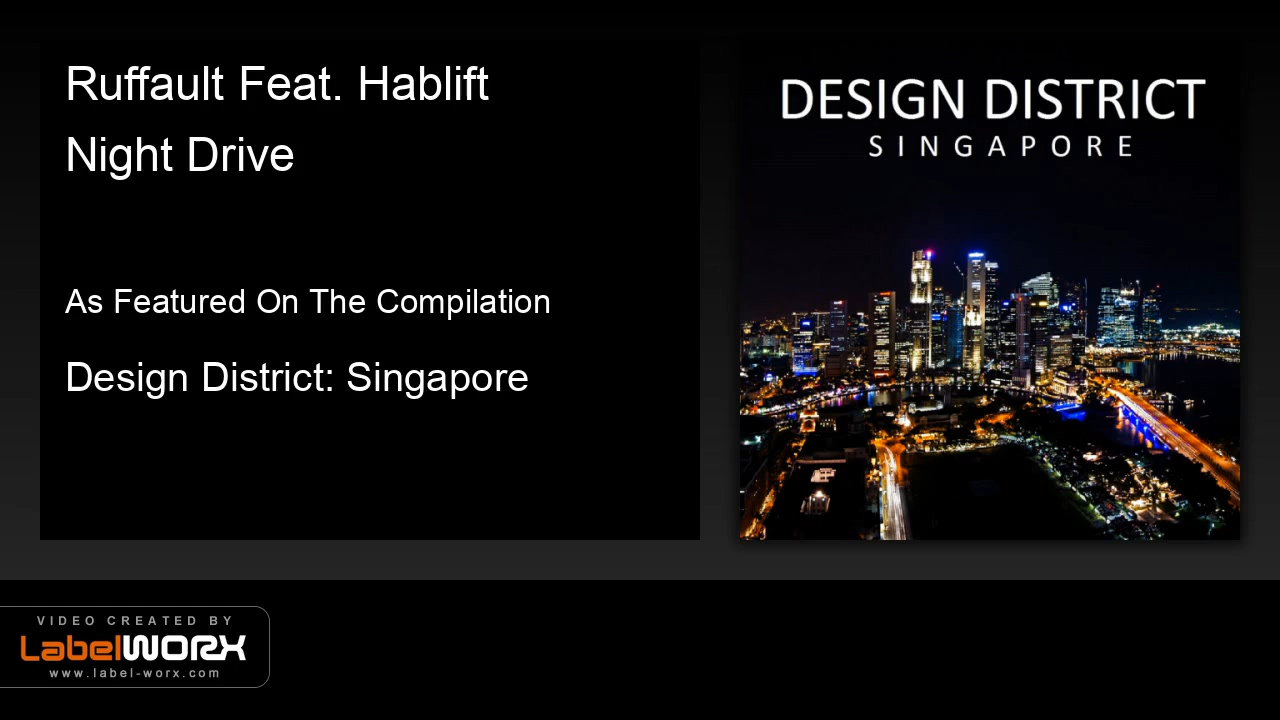 Ruffault Feat. Hablift
Night Drive
As Featured On The Compilation
Design District: Singapore
DESIGN DISTRICT
SINGAPORE
VIDEO CREATED BY
LabelWORX
www.label-worx.com